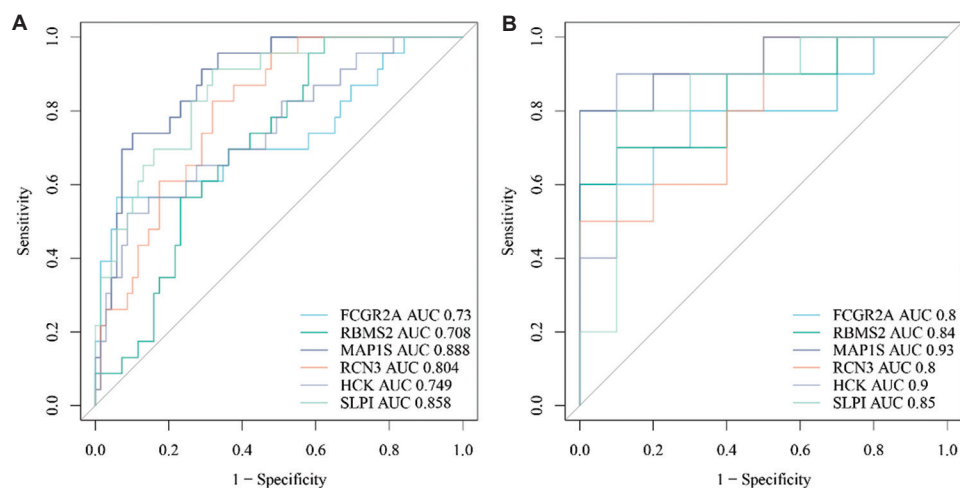 A
1.0
0.8
0.6
0.4
0.2
0.0
Sensitivity
FCGR2A AUC 0.73
RBMS2 AUC 0.708
MAP1S AUC 0.888
RCN3 AUC 0.804
HCK AUC 0.749
SLPI AUC 0.858
0.0 0.2 0.4 0.6 0.8 1.0
1 − Specificity
B
1.0
0.8
0.6
0.4
0.2
0.0
Sensitivity
FCGR2A AUC 0.8
RBMS2 AUC 0.84
MAP1S AUC 0.93
RCN3 AUC 0.8
HCK AUC 0.9
SLPI AUC 0.85
0.0 0.2 0.4 0.6 0.8 1.0
1 − Specificity